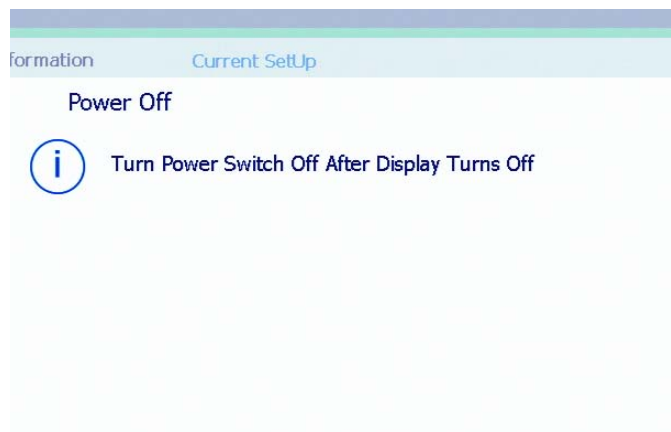 formation
Current SetUp
Power Off
i
Turn Power Switch Off After Display Turns Off